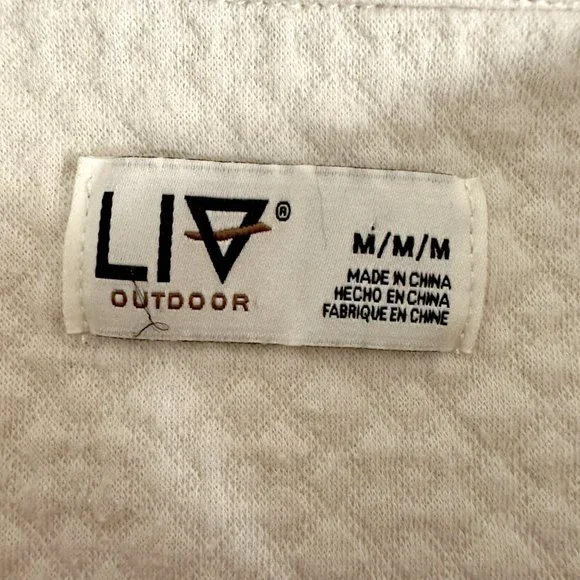 LIV®
OUTDOOR
M/M/M
MADE IN CHINA
HECHO EN CHINA
FABRIQUE EN CHINE